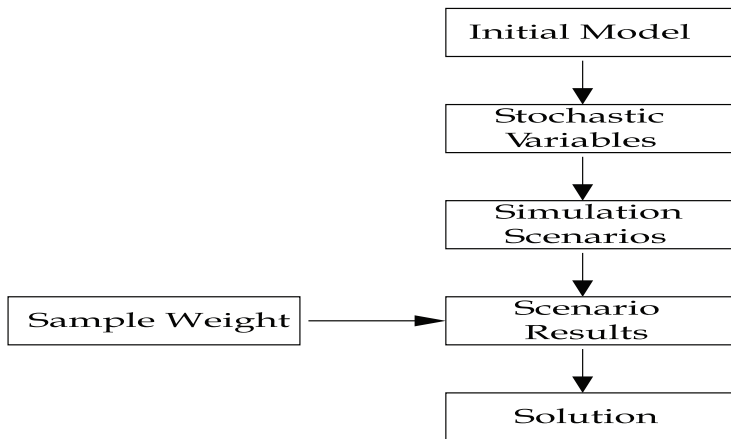 Initial Model
Stochastic
Variables
Simulation
Scenarios
Sample Weight
Scenario
Results
Solution